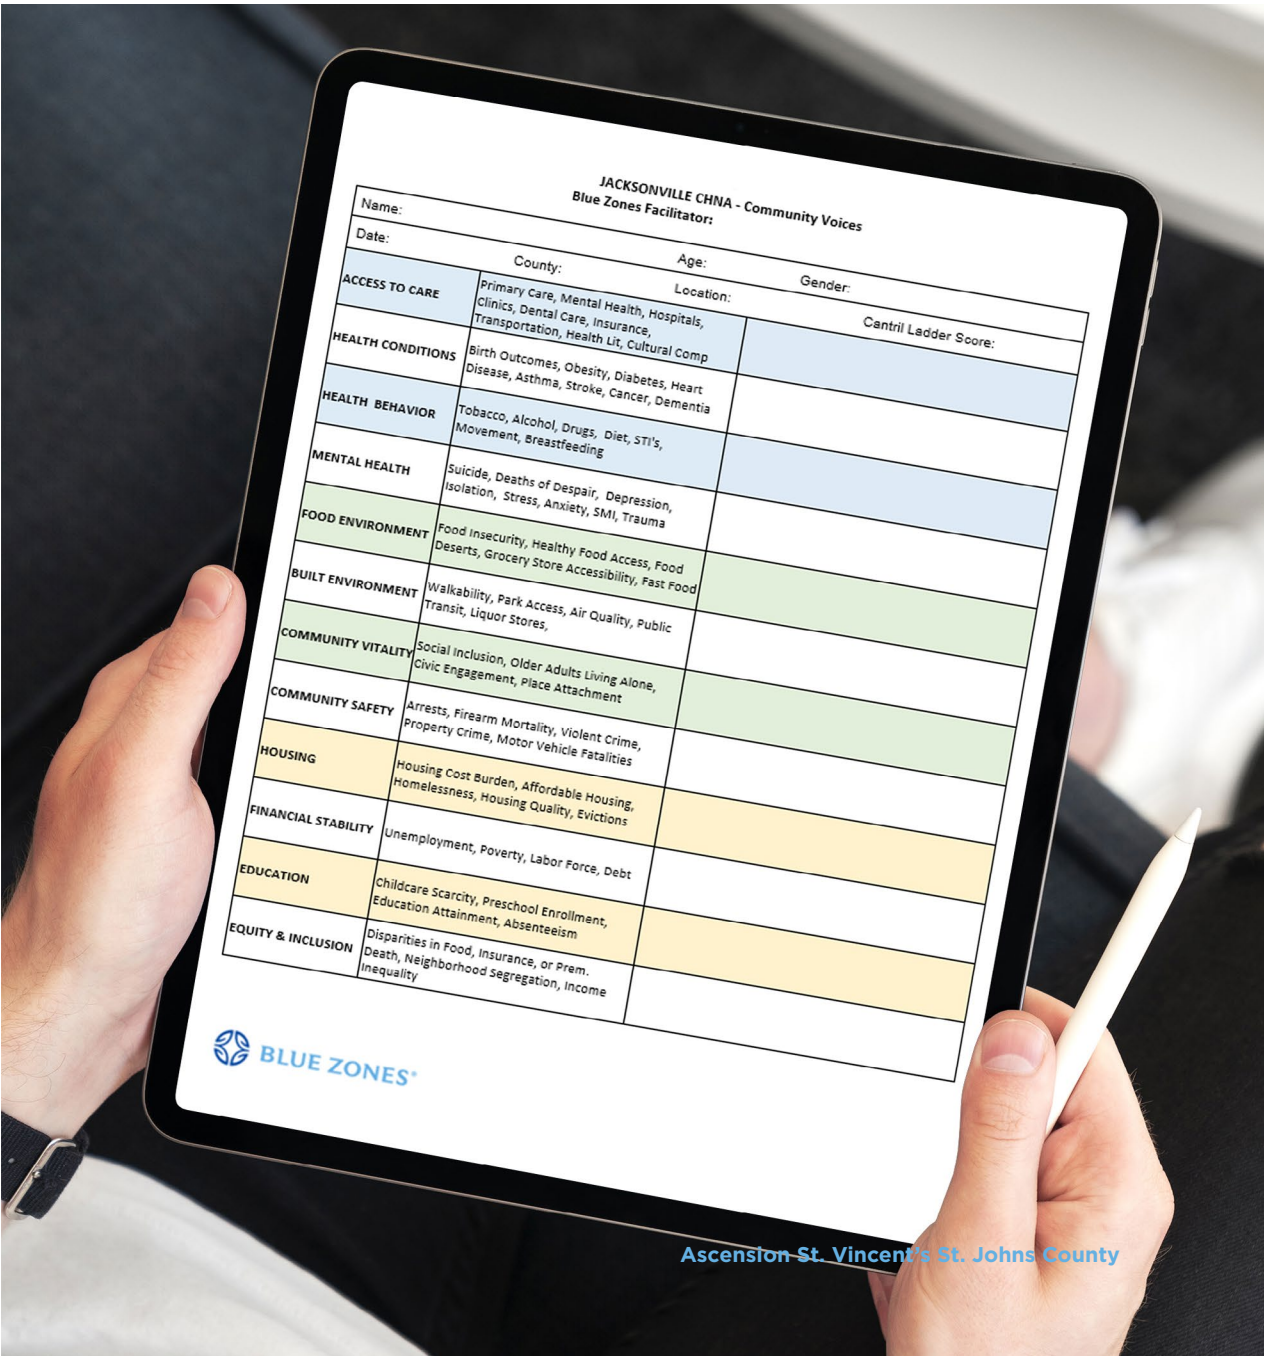 JACKSONVILLE CHNA - Community Voices
Blue Zones Facilitator:
Name: Age: Gender:
Date: County: Location: Cantril Ladder Score:
ACCESS TO CARE
Primary Care, Mental Health, Hospitals,
Clinics, Dental Care, Insurance,
Transportation, Health Lit, Cultural Comp
HEALTH CONDITIONS
Birth Outcomes, Obesity, Diabetes, Heart
Disease, Asthma, Stroke, Cancer, Dementia
HEALTH BEHAVIOR
Tobacco, Alcohol, Drugs, Diet, STI's,
Movement, Breastfeeding
MENTAL HEALTH
Suicide, Deaths of Despair, Depression,
Isolation, Stress, Anxiety, SMI, Trauma
FOOD ENVIRONMENT
Food Insecurity, Healthy Food Access, Food
Deserts, Grocery Store Accessibility, Fast Food
BUILT ENVIRONMENT
Walkability, Park Access, Air Quality, Public
Transit, Liquor Stores,
COMMUNITY VITALITY
Social Inclusion, Older Adults Living Alone,
Civic Engagement, Place Attachment
COMMUNITY SAFETY
Arrests, Firearm Mortality, Violent Crime,
Property Crime, Motor Vehicle Fatalities
HOUSING
Housing Cost Burden, Affordable Housing,
Homelessness, Housing Quality, Evictions
FINANCIAL STABILITY
Unemployment, Poverty, Labor Force, Debt
EDUCATION
Childcare Scarcity, Preschool Enrollment,
Education Attainment, Absenteeism
EQUITY & INCLUSION
Disparities in Food, Insurance, or Prem.
Death, Neighborhood Segregation, Income
Inequality
BLUE ZONES®
Ascension St. Vincent's St. Johns County